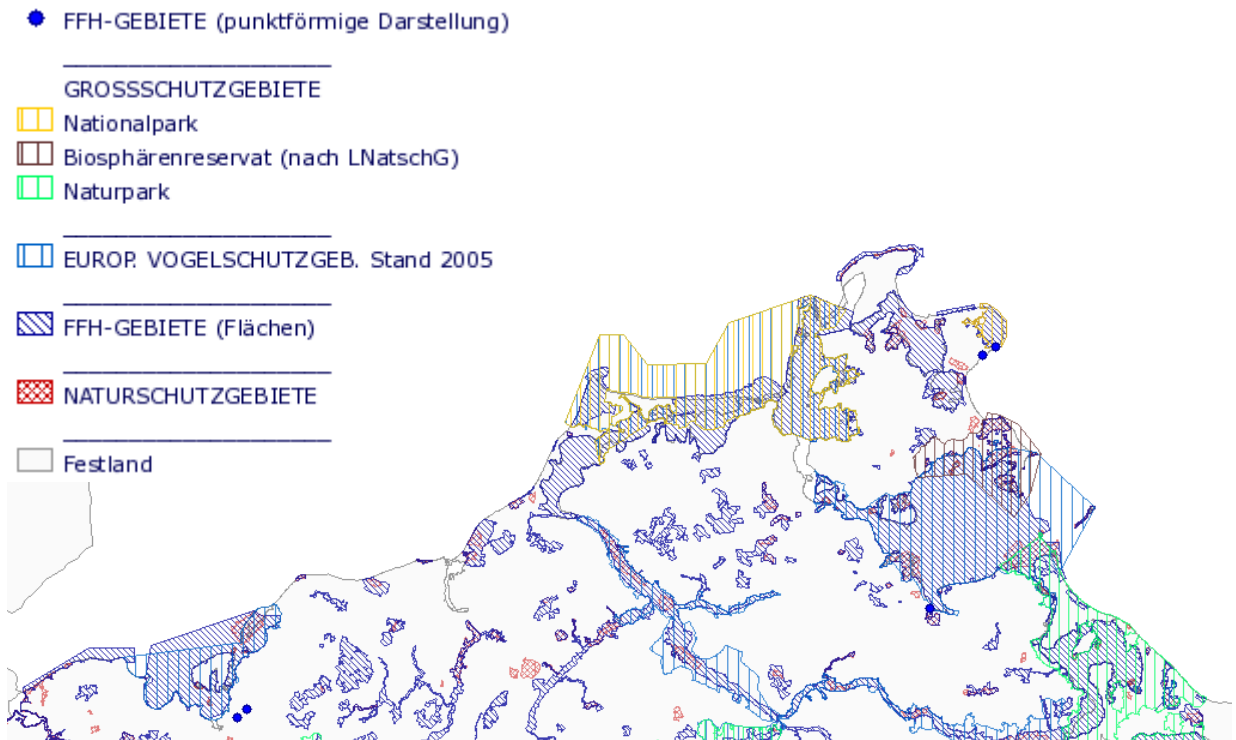 FFH-GEBIETE (punktförmige Darstellung)
GROSSSCHUTZGEBIETE
Nationalpark
Biosphärenreservat (nach LNatschG)
Naturpark
EUROP. VOGELSCHUTZGEB. Stand 2005
FFH-GEBIETE (Flächen)
NATURSCHUTZGEBIETE
Festland